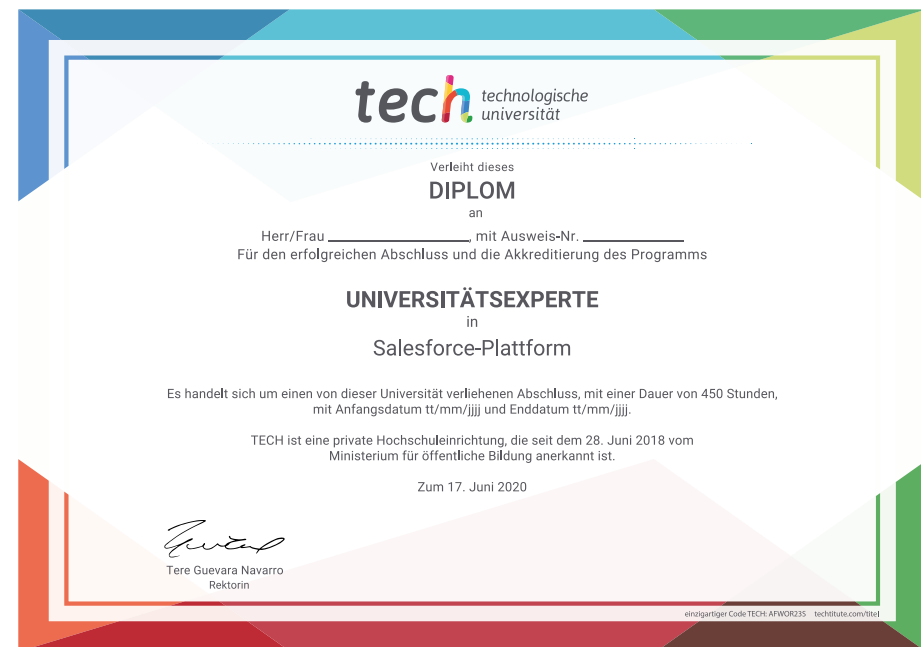 tech technologische
universität
Verleiht dieses
DIPLOM
an
Herr/Frau ____________, mit Ausweis-Nr. ____________
Für den erfolgreichen Abschluss und die Akkreditierung des Programms
UNIVERSITÄTSEXPERTE
in
Salesforce-Plattform
Es handelt sich um einen von dieser Universität verliehenen Abschluss, mit einer Dauer von 450 Stunden,
mit Anfangsdatum tt/mm/jjjj und Enddatum tt/mm/jjjj.
TECH ist eine private Hochschuleinrichtung, die seit dem 28. Juni 2018 vom
Ministerium für öffentliche Bildung anerkannt ist.
Zum 17. Juni 2020
Tere Guevara Navarro
Rektorin
einzigartiger Code TECH: AFWOR23S techtitute.com/titel